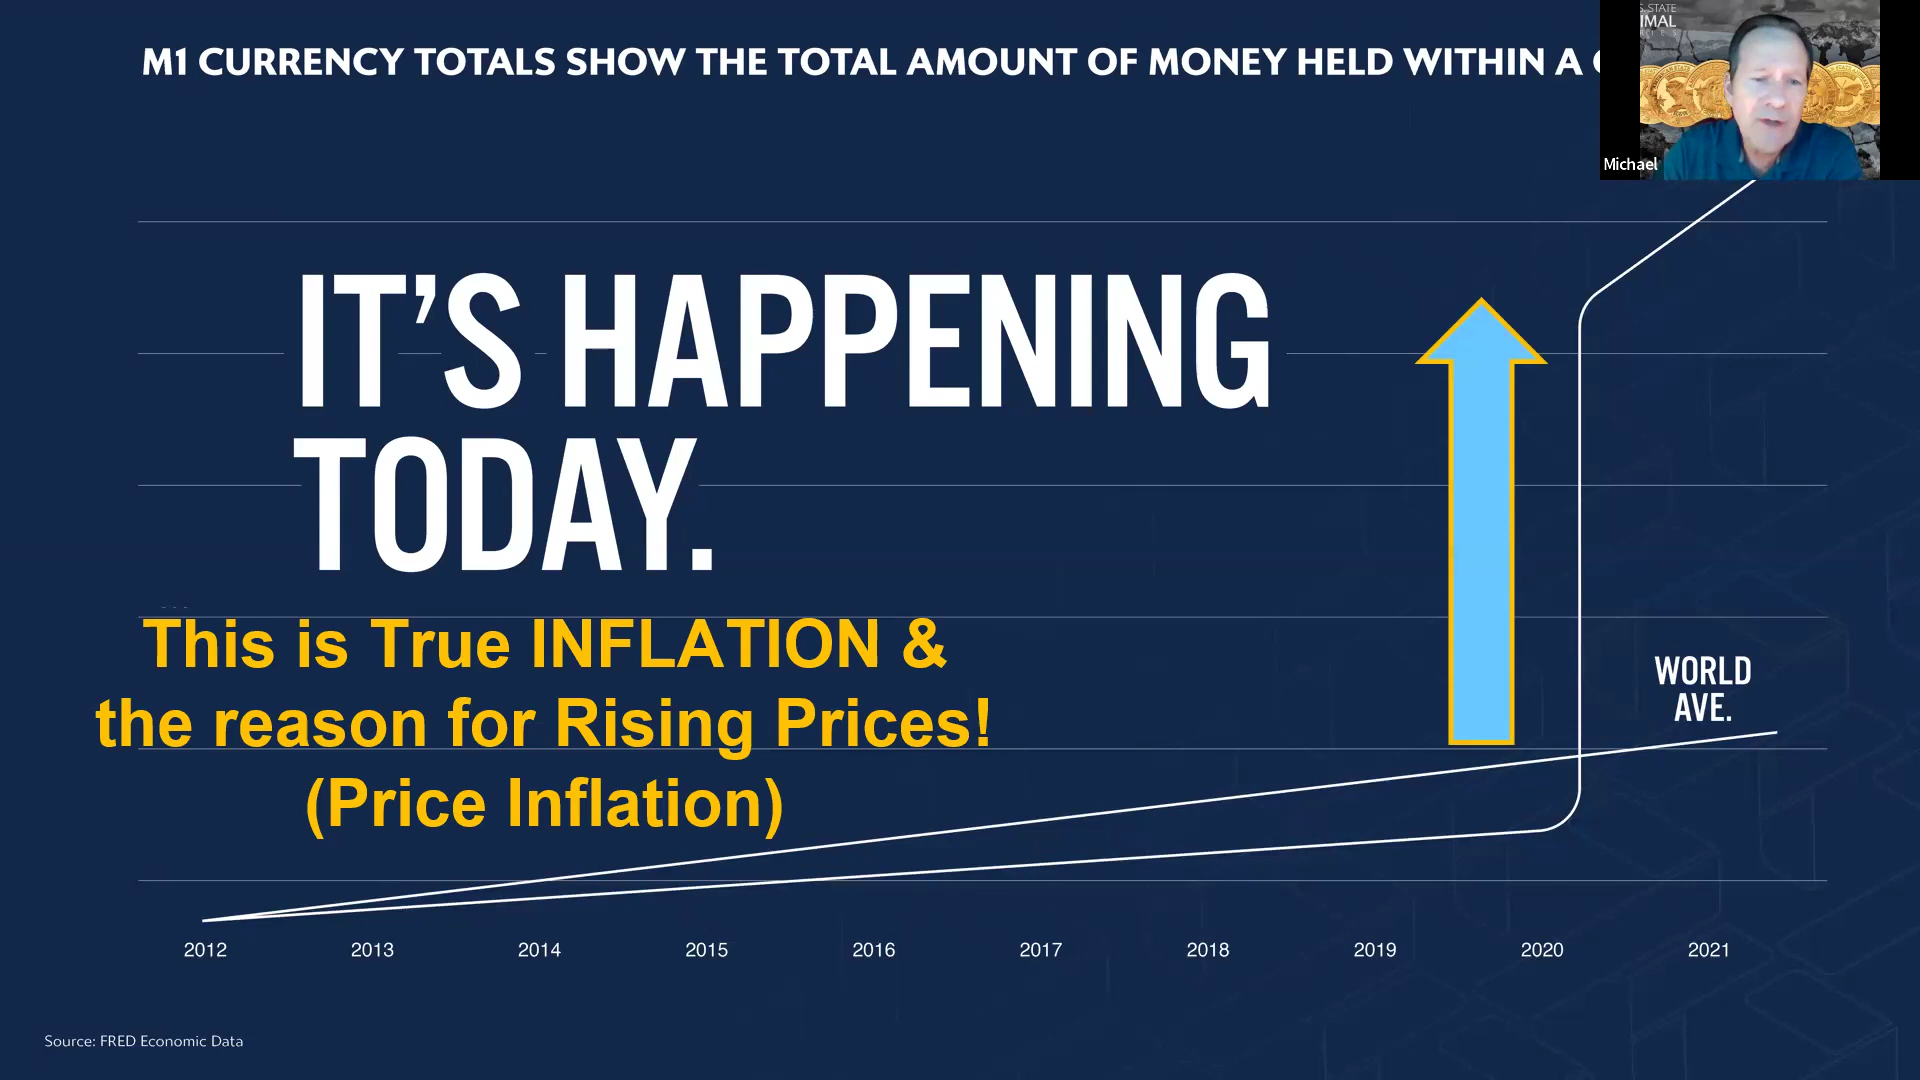 M1 CURRENCY TOTALS SHOW THE TOTAL AMOUNT OF MONEY HELD WITHIN A
STATE
Michael
IT'S HAPPENING
TODAY.
This is True INFLATION &
the reason for Rising Prices!
(Price Inflation)
WORLD
AVE.
2012 2013 2014 2015 2016 2017 2018 2019 2020 2021
Source: FRED Economic Data